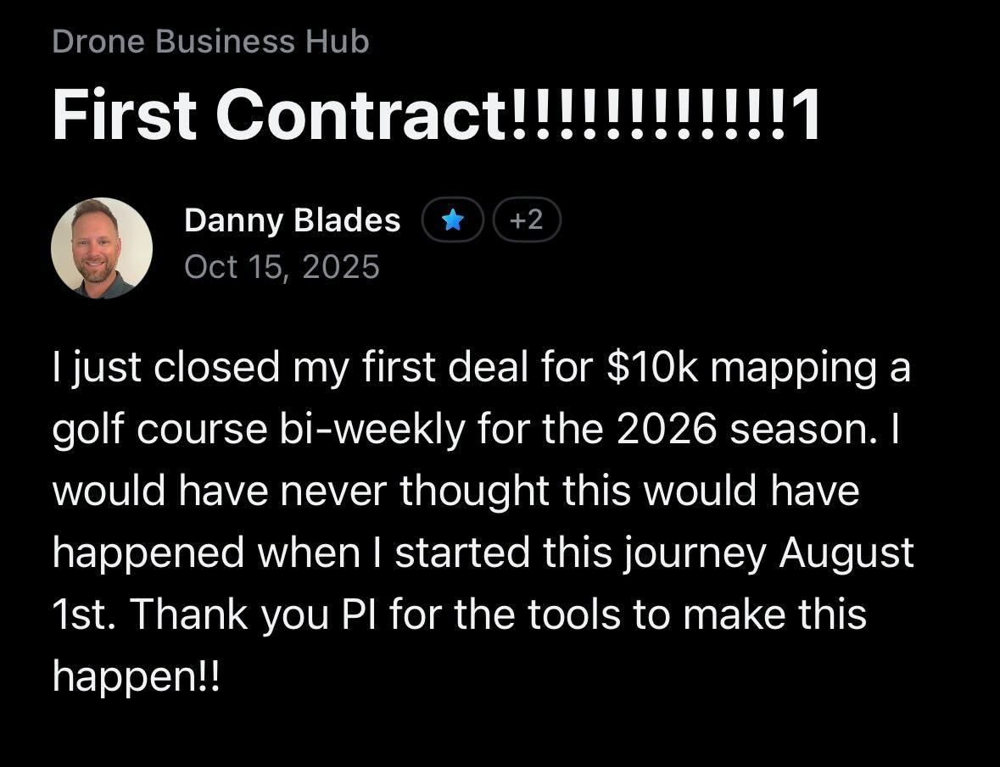 Drone Business Hub
First Contract!!!!!!!!!!!!1
Danny Blades +2
Oct 15, 2025
I just closed my first deal for $10k mapping a
golf course bi-weekly for the 2026 season. I
would have never thought this would have
happened when I started this journey August
1st. Thank you PI for the tools to make this
happen!!